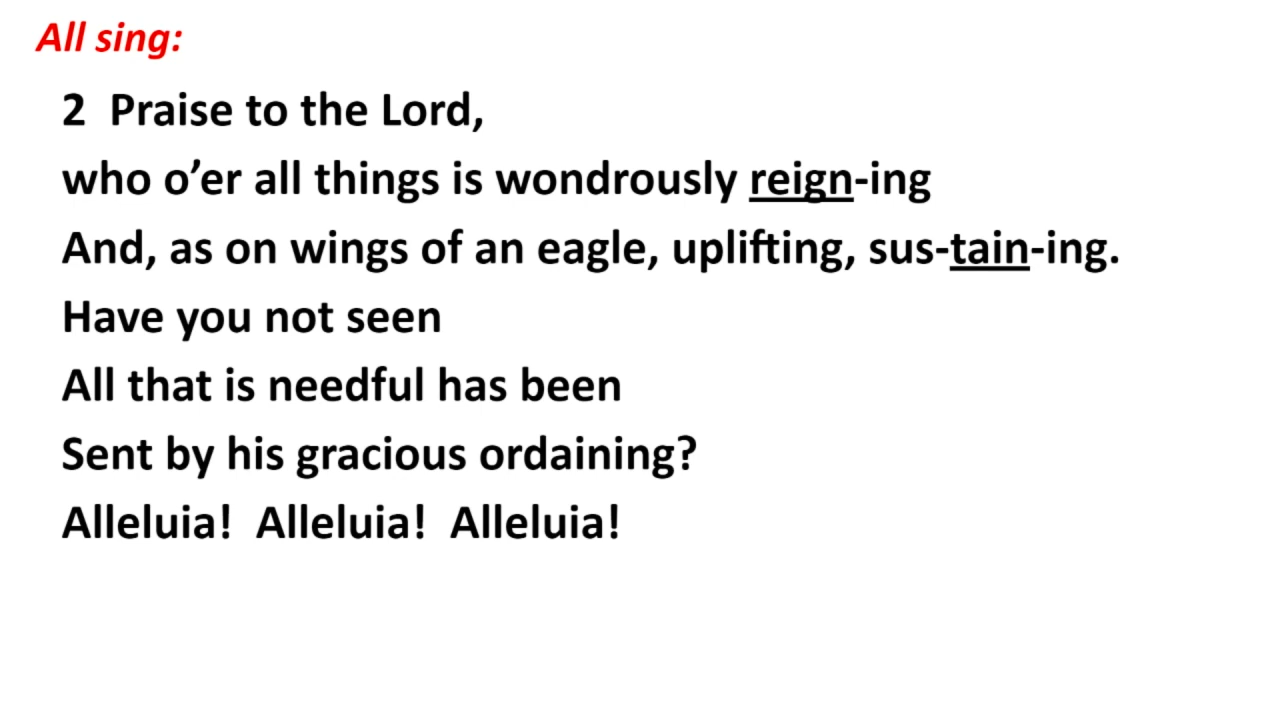 All sing:
2  Praise to the Lord,
who o’er all things is wondrously reign-ing
And, as on wings of an eagle, uplifting, sus-tain-ing.
Have you not seen
All that is needful has been
Sent by his gracious ordaining?
Alleluia!  Alleluia!  Alleluia!